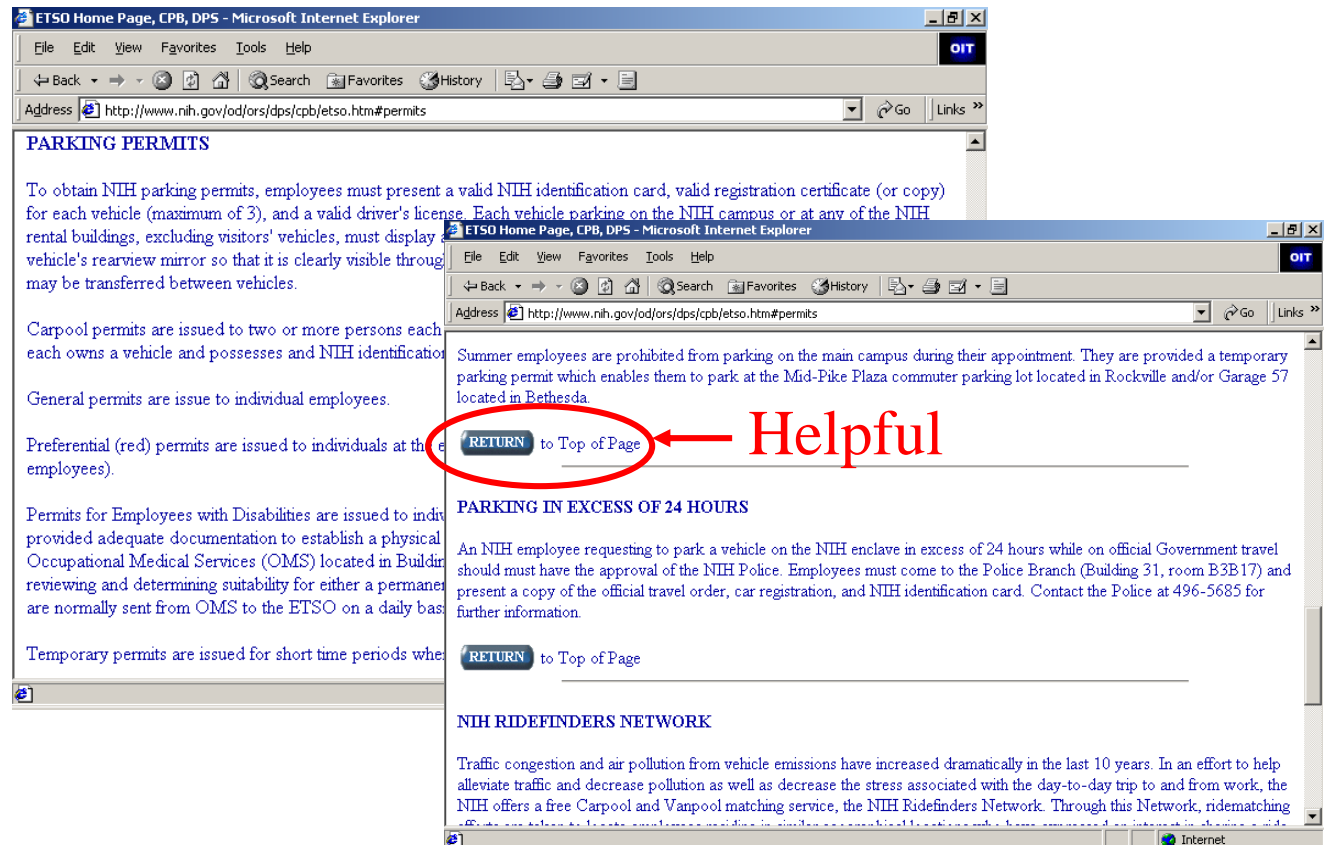 ETSO Home Page, CPB, DPS - Microsoft Internet Explorer
File Edit View Favorites Tools Help
OIT
Back Search Favorites History
Address http://www.nih.gov/od/ors/dps/cpb/etso.htm#permits Go Links »
PARKING PERMITS
To obtain NIH parking permits, employees must present a valid NIH identification card, valid registration certificate (or copy)
for each vehicle (maximum of 3), and a valid driver's license. Each vehicle parking on the NIH campus or at any of the NIH
rental buildings, excluding visitors' vehicles, must display
vehicle's rearview mirror so that it is clearly visible
may be transferred between vehicles.
Carpool permits are issued to two or more persons each
each owns a vehicle and possesses and NIH identification
General permits are issue to individual employees.
Preferential (red) permits are issued to individuals at the
employees).
Permits for Employees with Disabilities are issued to
provided adequate documentation to establish a physical
Occupational Medical Services (OMS) located in
reviewing and determining suitability for either a
are normally sent from OMS to the ETSO on a daily
Temporary permits are issued for short time periods
ETSO Home Page, CPB, DPS - Microsoft Internet Explorer
File Edit View Favorites Tools Help
OIT
Back Search Favorites History
Address http://www.nih.gov/od/ors/dps/cpb/etso.htm#permits Go Links »
Summer employees are prohibited from parking on the main campus during their appointment. They are provided a temporary
parking permit which enables them to park at the Mid-Pike Plaza commuter parking lot located in Rockville and/or Garage 57
located in Bethesda.
RETURN to Top of Page
Helpful
PARKING IN EXCESS OF 24 HOURS
An NIH employee requesting to park a vehicle on the NIH enclave in excess of 24 hours while on official Government travel
should must have the approval of the NIH Police. Employees must come to the Police Branch (Building 31, room B3B17) and
present a copy of the official travel order, car registration, and NIH identification card. Contact the Police at 496-5685 for
further information.
RETURN to Top of Page
NIH RIDEFINDERS NETWORK
Traffic congestion and air pollution from vehicle emissions have increased dramatically in the last 10 years. In an effort to help
alleviate traffic and decrease pollution as well as decrease the stress associated with the day-to-day trip to and from work, the
NIH offers a free Carpool and Vanpool matching service, the NIH Ridefinders Network. Through this Network, ridematching
Internet